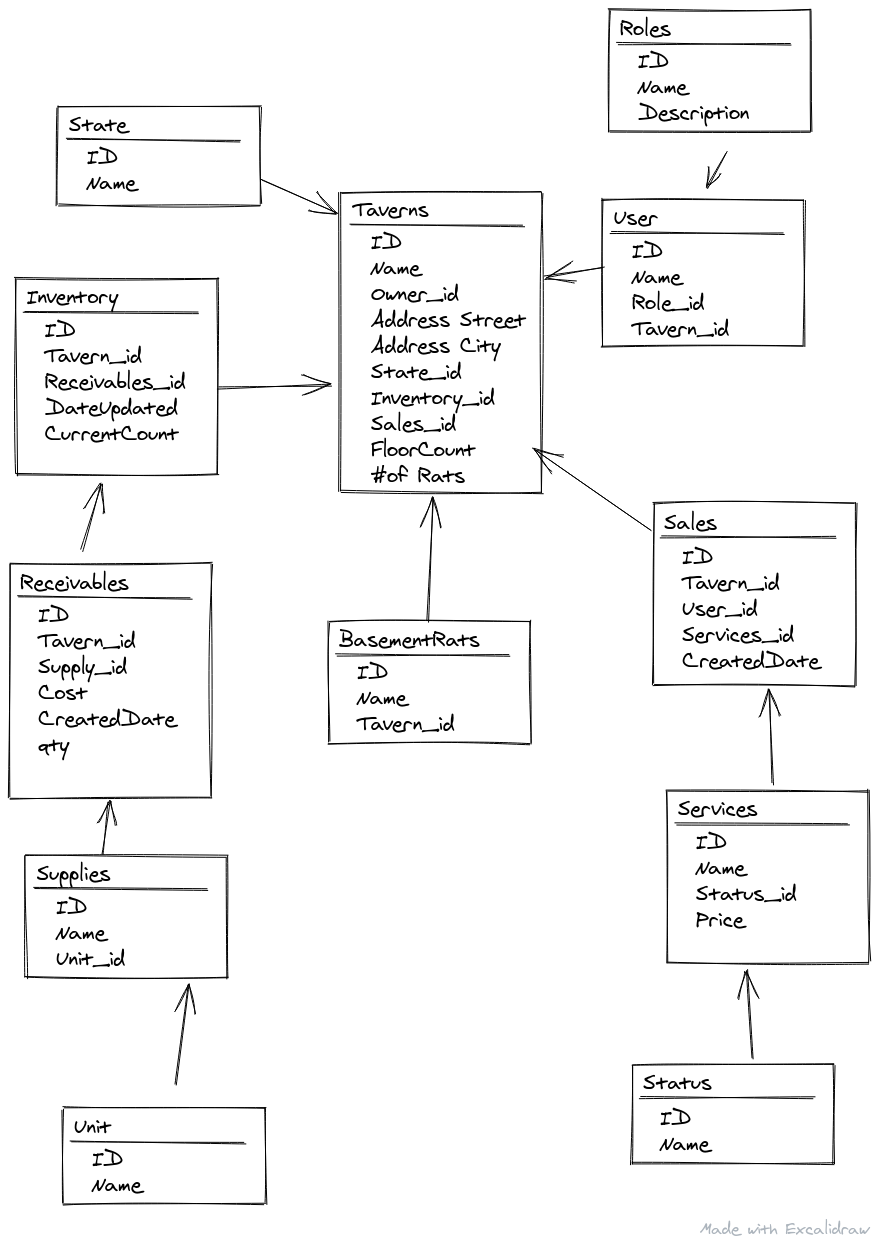 Roles
ID
Name
Description
State
ID
Name
Taverns
ID
Name
Owner_id
Address Street
Address City
State_id
Inventory_id
Sales_id
FloorCount
#of Rats
User
ID
Name
Role_id
Tavern_id
Inventory
ID
Tavern_id
Receivables_id
DateUpdated
CurrentCount
Sales
ID
Tavern_id
User_id
Services_id
CreatedDate
Receivables
ID
Tavern_id
Supply_id
Cost
CreatedDate
qty
BasementRats
ID
Name
Tavern_id
Services
ID
Name
Status_id
Price
Supplies
ID
Name
Unit_id
Status
ID
Name
Unit
ID
Name
Made with Excalidraw